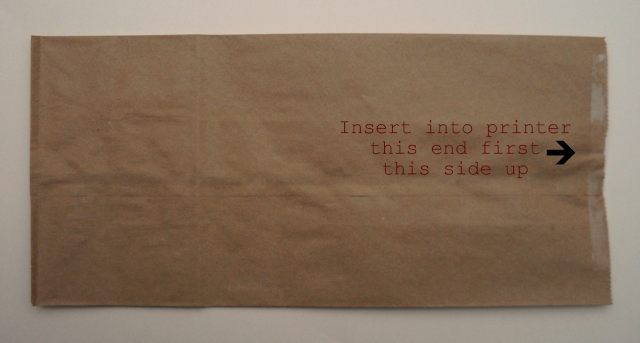 Insert into printer
this end first
this side up